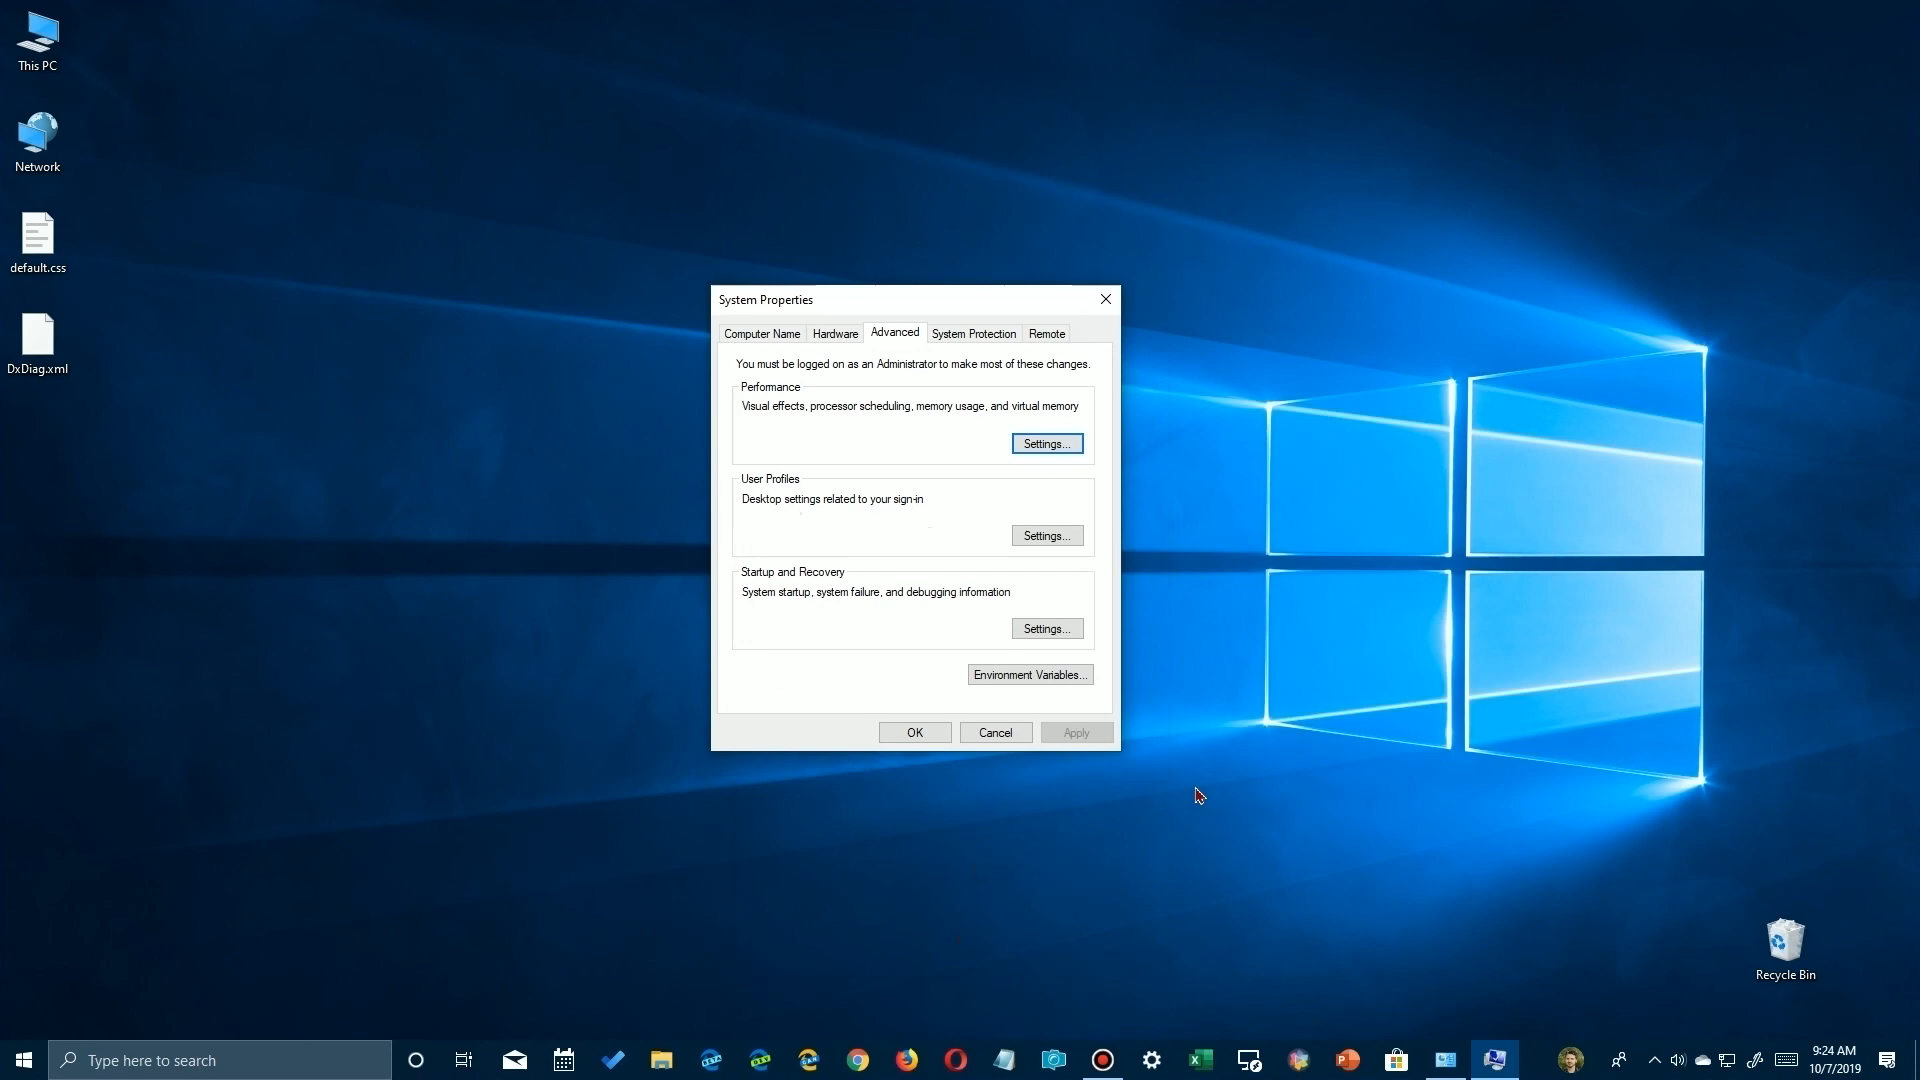 This PC
Network
default.css
DxDiag.xml
System Properties
Computer Name
Hardware
Advanced
System Protection
Remote
You must be logged on as an Administrator to make most of these changes.
Performance
Visual effects, processor scheduling, memory usage, and virtual memory
Settings...
User Profiles
Desktop settings related to your sign-in
Settings...
Startup and Recovery
System startup, system failure, and debugging information
Settings...
Environment Variables...
OK
Cancel
Apply
Recycle Bin
Type here to search
BETA
DEV
CAN
9:24 AM
10/7/2019